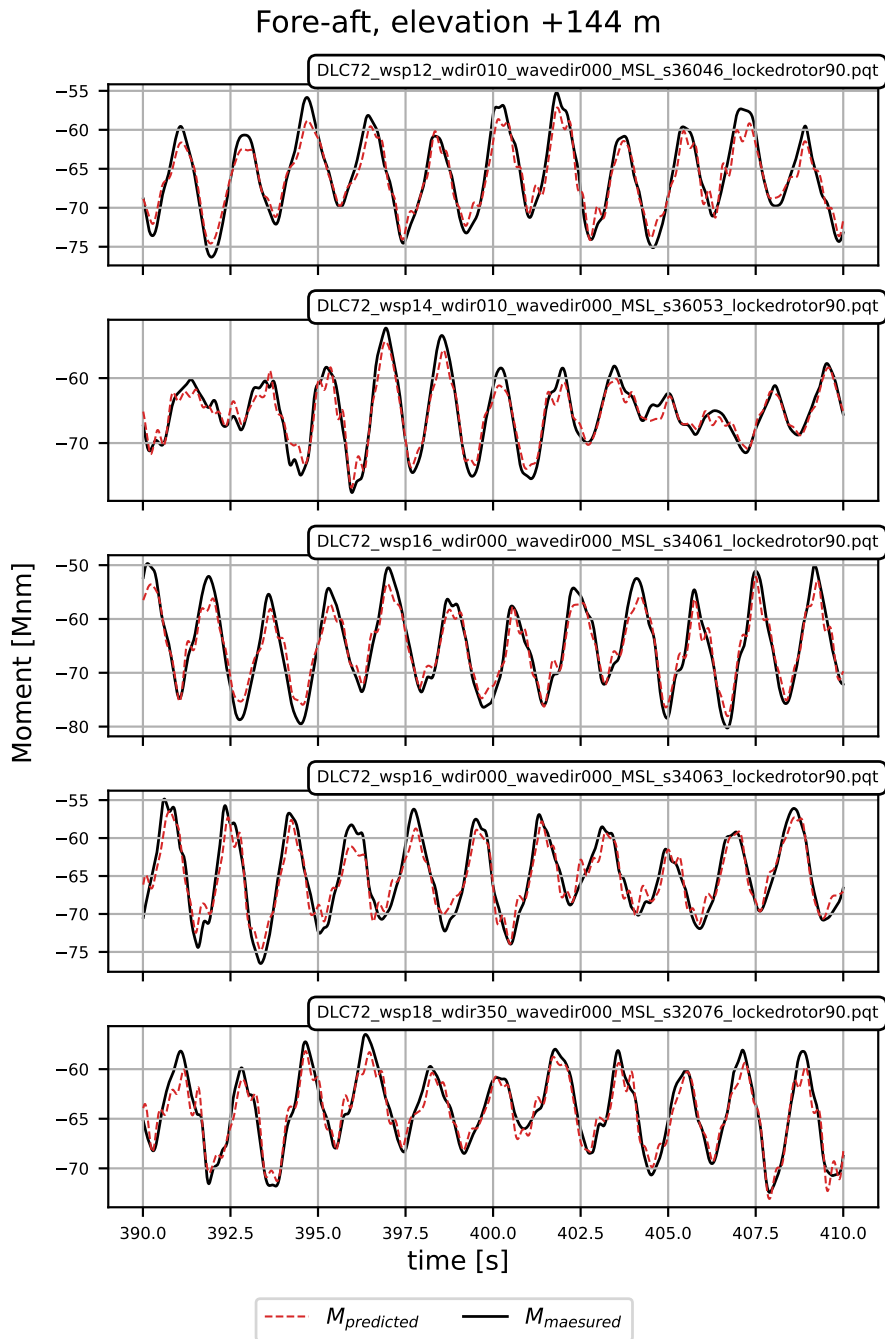 Fore-aft, elevation +144 m
DLC72_wsp12_wdir010_wavedir000_MSL_s36046_lockedrotor90.pqt
−55
−60
−65
−70
−75
DLC72_wsp14_wdir010_wavedir000_MSL_s36053_lockedrotor90.pqt
−60
−70
DLC72_wsp16_wdir000_wavedir000_MSL_s34061_lockedrotor90.pqt
−50
−60
−70
−80
Moment [Mnm]
DLC72_wsp16_wdir000_wavedir000_MSL_s34063_lockedrotor90.pqt
−55
−60
−65
−70
−75
DLC72_wsp18_wdir350_wavedir000_MSL_s32076_lockedrotor90.pqt
−60
−65
−70
390.0 392.5 395.0 397.5 400.0 402.5 405.0 407.5 410.0
time [s]
M_predicted M_maesured